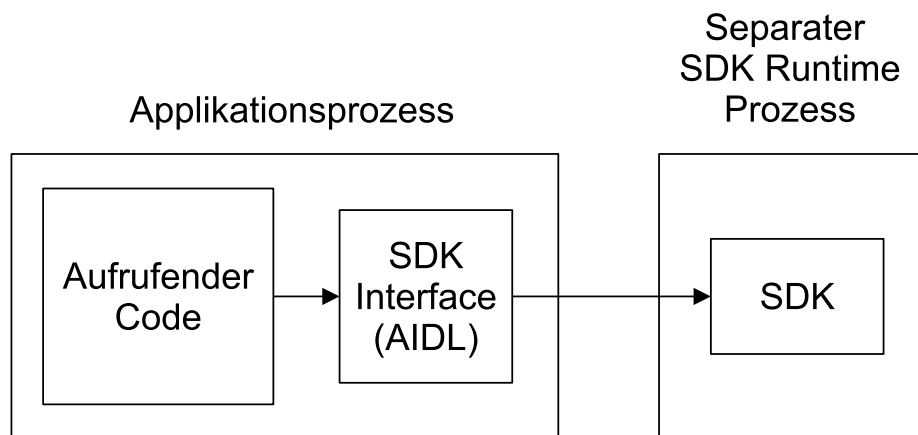 Separater
SDK Runtime
Prozess
Applikationsprozess
Aufrufender
Code
SDK
Interface
(AIDL)
SDK